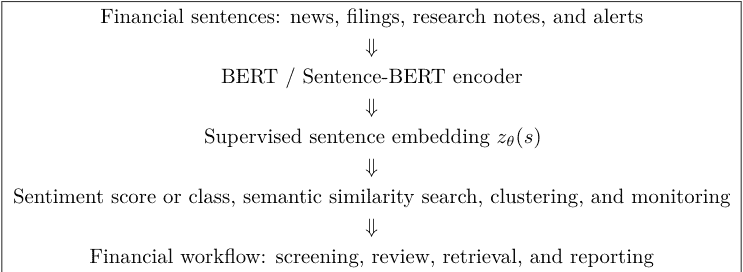 Financial sentences: news, filings, research notes, and alerts
⇓
BERT / Sentence-BERT encoder
⇓
Supervised sentence embedding zθ(s)
⇓
Sentiment score or class, semantic similarity search, clustering, and monitoring
⇓
Financial workflow: screening, review, retrieval, and reporting